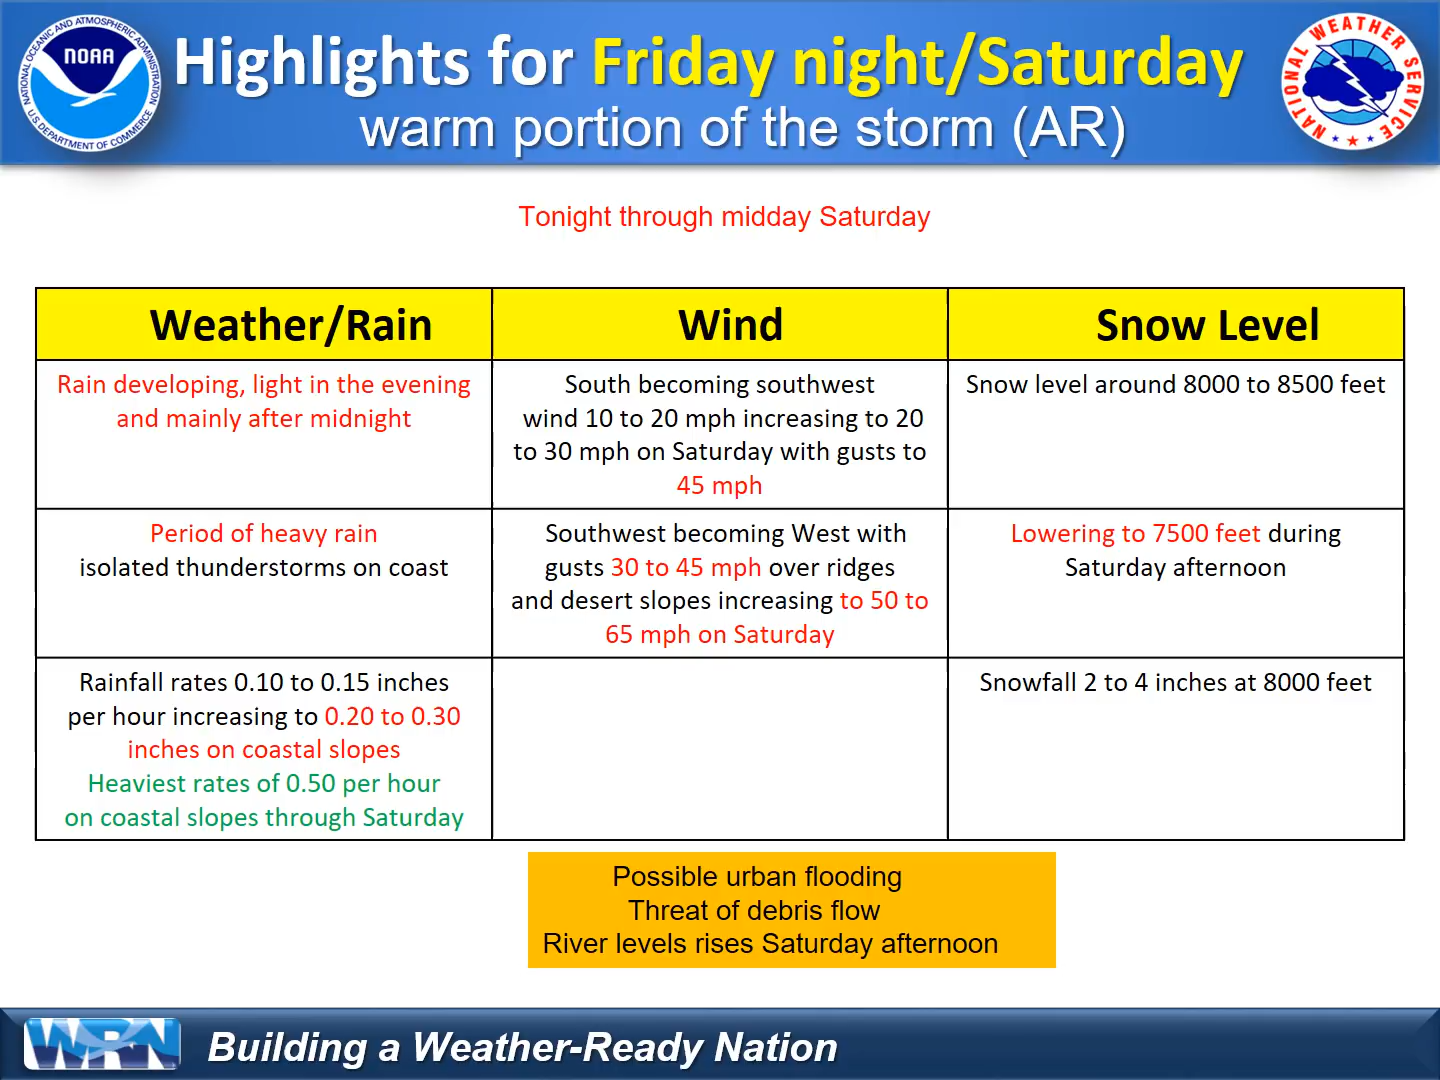 NATIONAL OCEANIC AND ATMOSPHERIC ADMINISTRATION
U.S. DEPARTMENT OF COMMERCE
NOAA
Highlights for Friday night/Saturday
warm portion of the storm (AR)
NATIONAL WEATHER SERVICE
Tonight through midday Saturday
Weather/Rain
Wind
Snow Level
Rain developing, light in the evening
and mainly after midnight
South becoming southwest
wind 10 to 20 mph increasing to 20
to 30 mph on Saturday with gusts to
45 mph
Snow level around 8000 to 8500 feet
Period of heavy rain
isolated thunderstorms on coast
Southwest becoming West with
gusts 30 to 45 mph over ridges
and desert slopes increasing to 50 to
65 mph on Saturday
Lowering to 7500 feet during
Saturday afternoon
Rainfall rates 0.10 to 0.15 inches
per hour increasing to 0.20 to 0.30
inches on coastal slopes
Heaviest rates of 0.50 per hour
on coastal slopes through Saturday
Snowfall 2 to 4 inches at 8000 feet
Possible urban flooding
Threat of debris flow
River levels rises Saturday afternoon
WRN
Building a Weather-Ready Nation